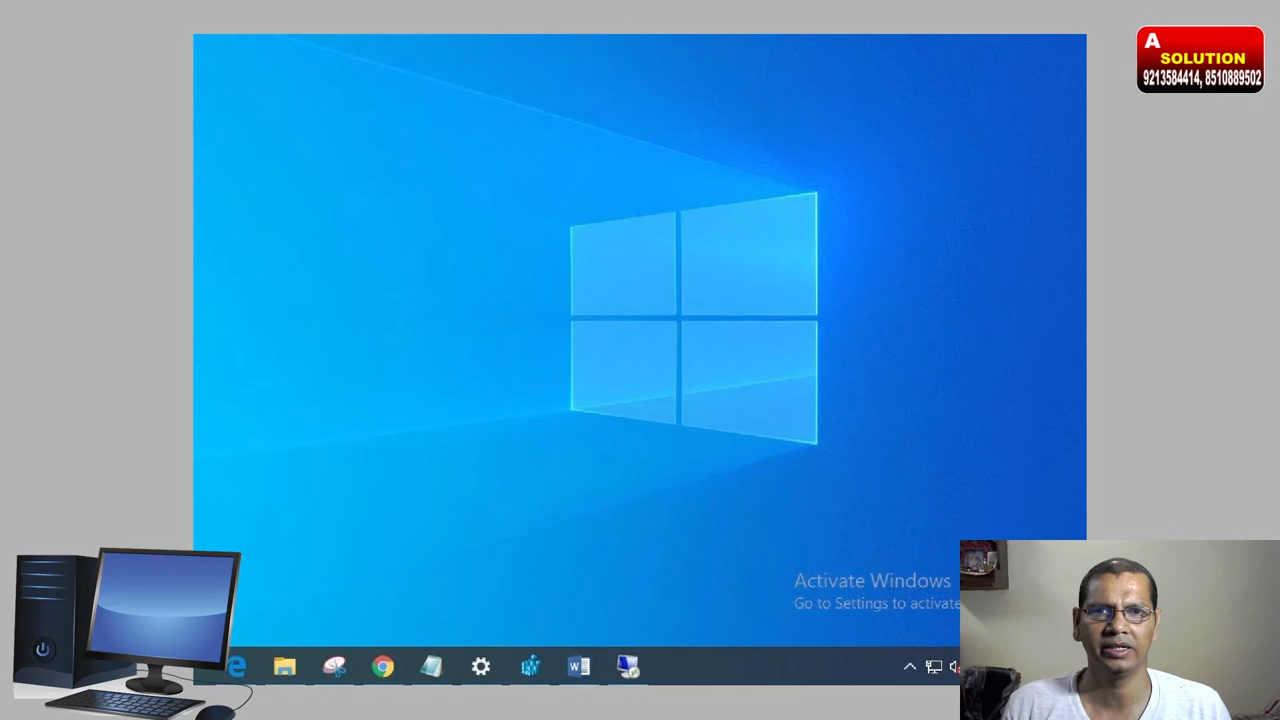 A
SOLUTION
9213584414, 8510889502
Activate Windows
Go to Settings to activate